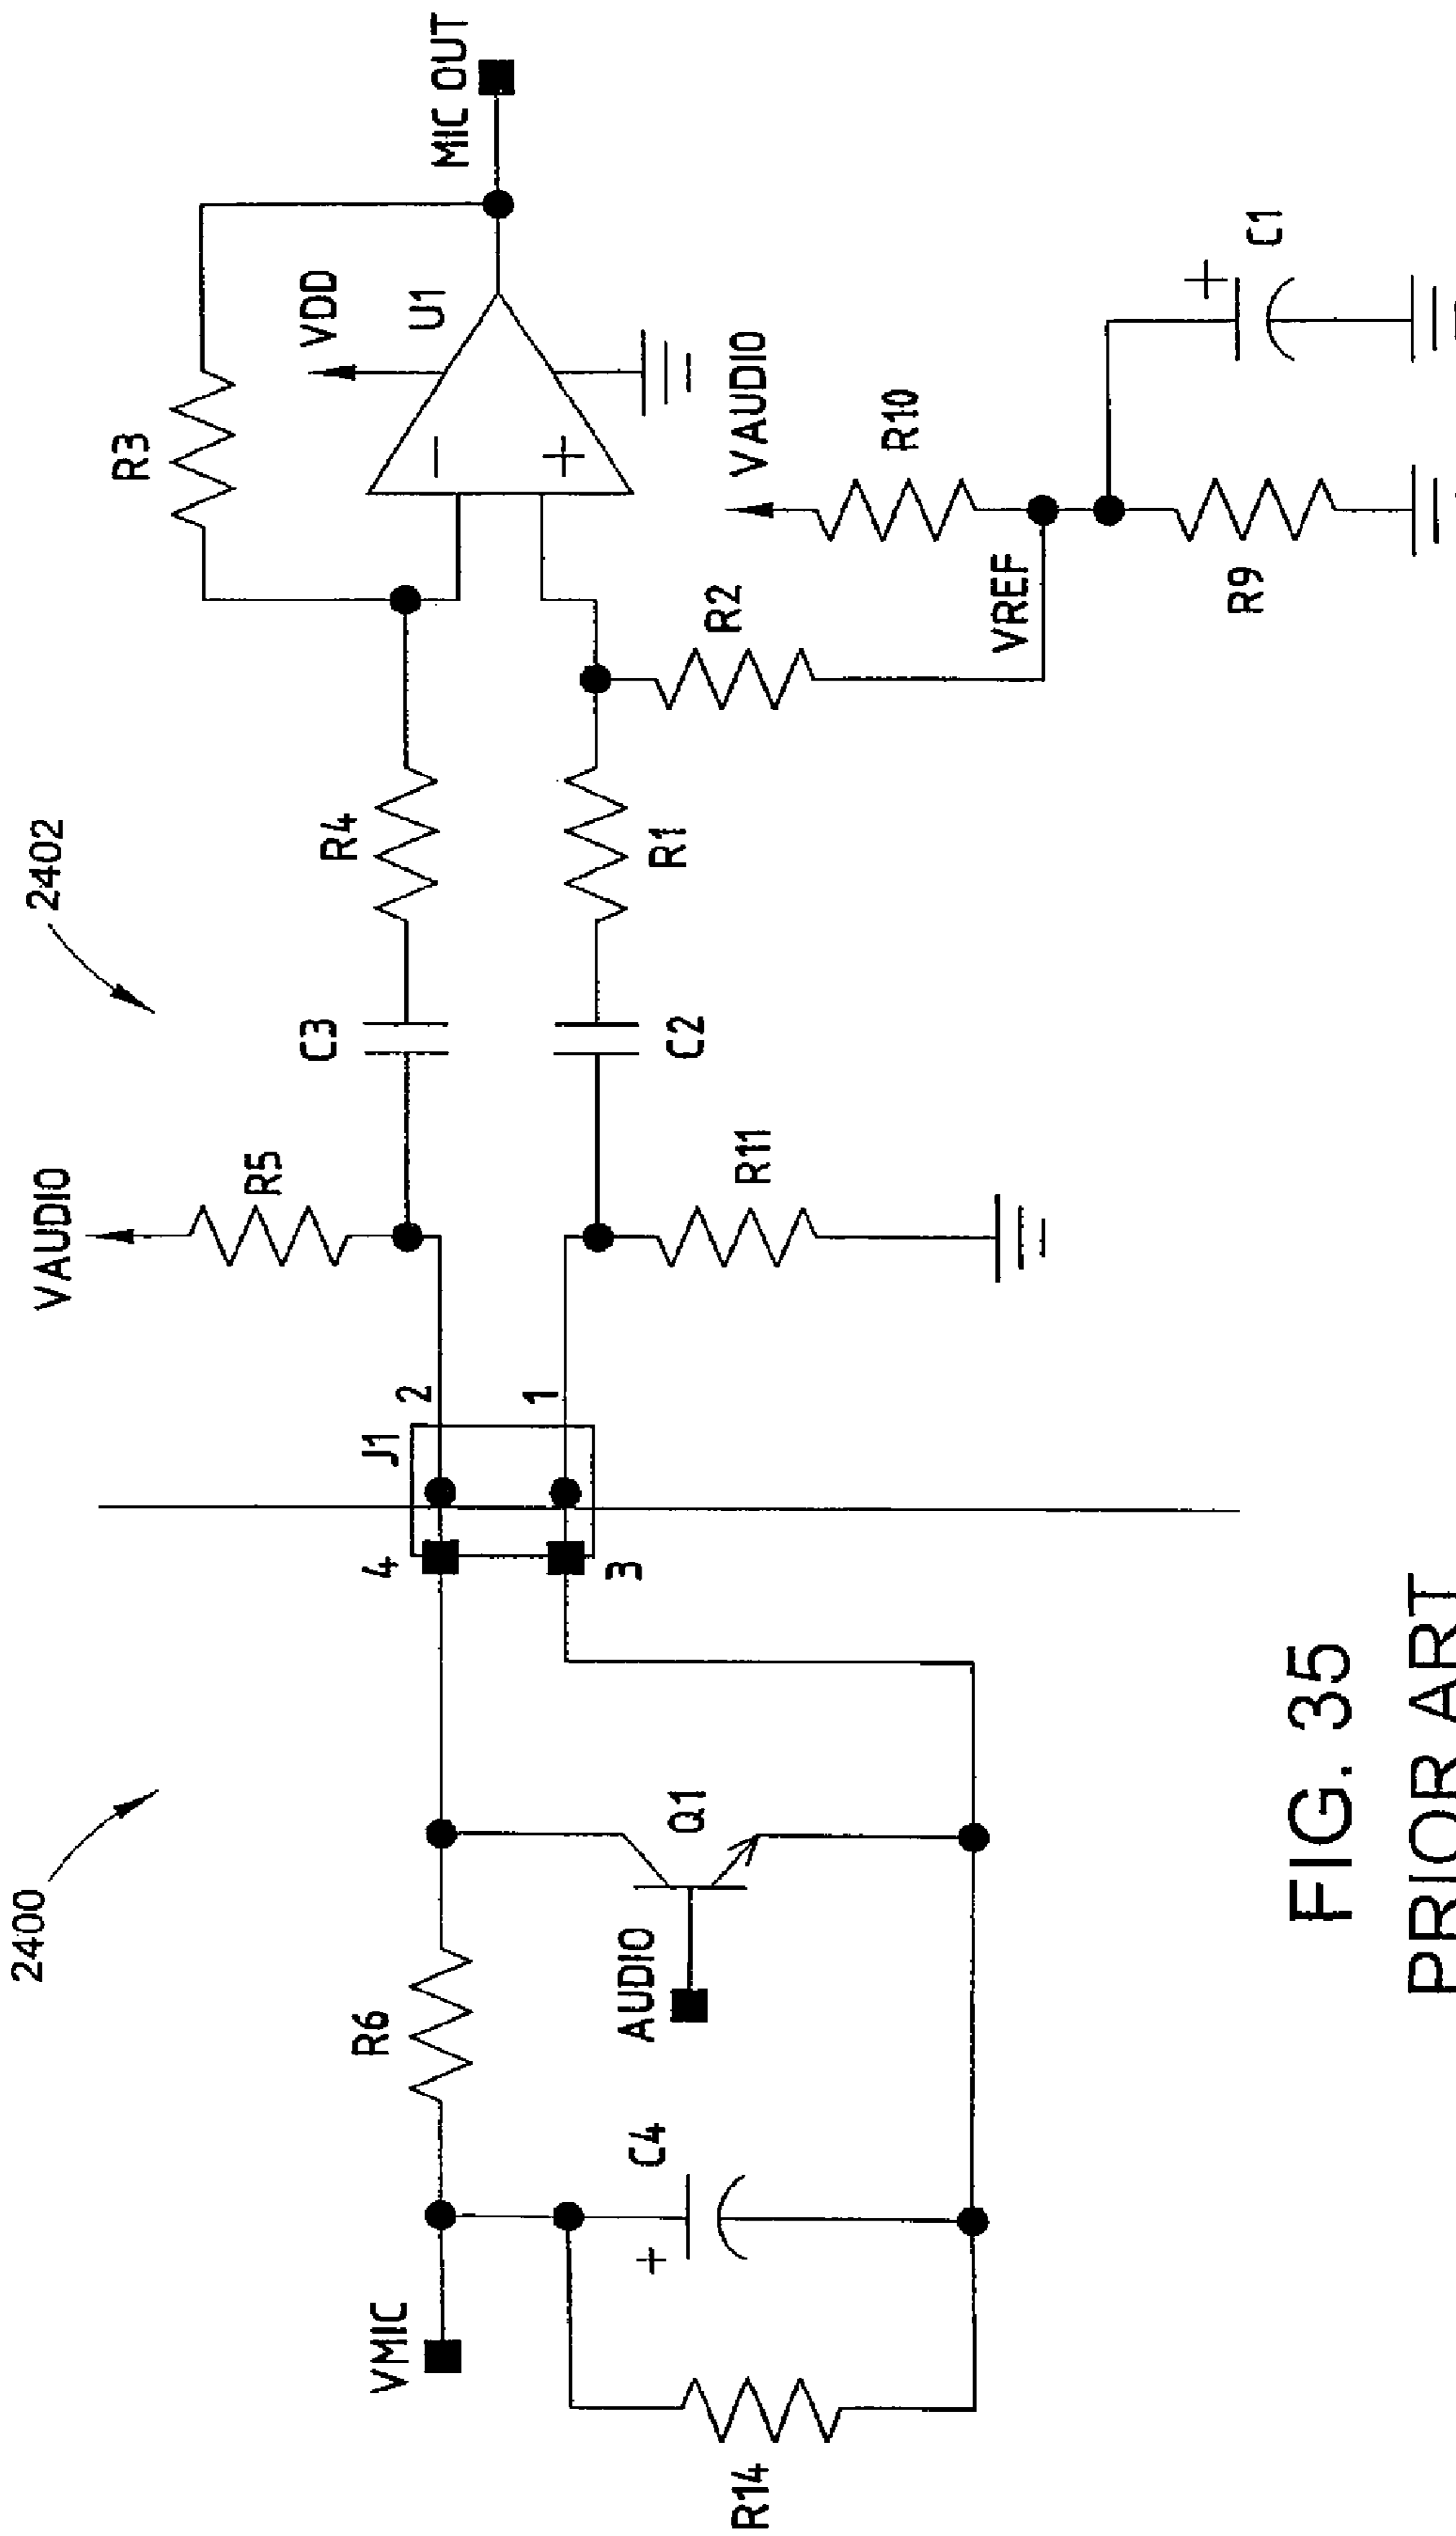 2400
2402
VAUDIO
R5
C3
R4
R3
VDD
U1
MIC OUT
−
+
J1
4
2
3
1
R11
C2
R1
R2
VAUDIO
R10
VREF
R9
+
C1
VMIC
R6
AUDIO
Q1
+
C4
R14
FIG. 35
PRIOR ART